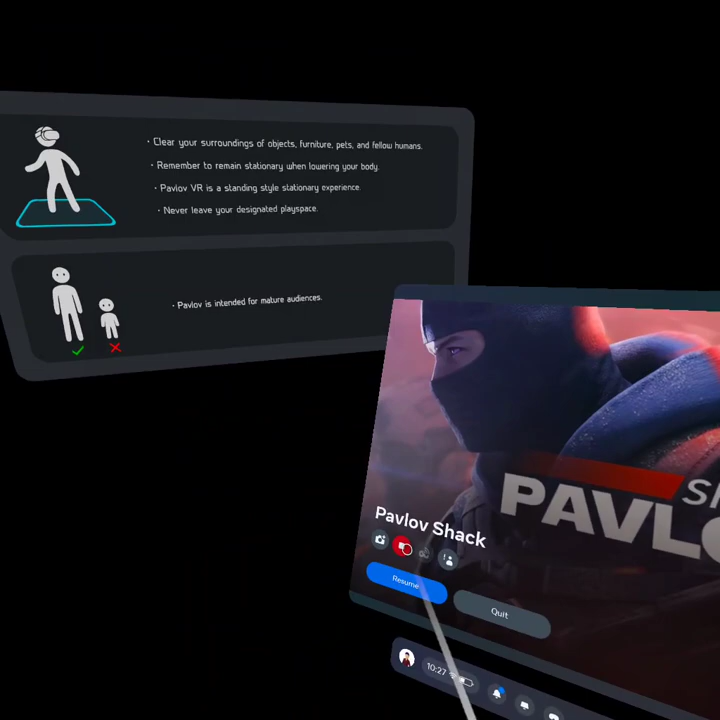 · Clear your surroundings of objects, furniture, pets, and fellow humans.
· Remember to remain stationary when lowering your body.
· Pavlov VR is a standing style stationary experience.
· Never leave your designated playspace.
· Pavlov is intended for mature audiences.
PAVL
Pavlov Shack
Resume
Quit
10:27